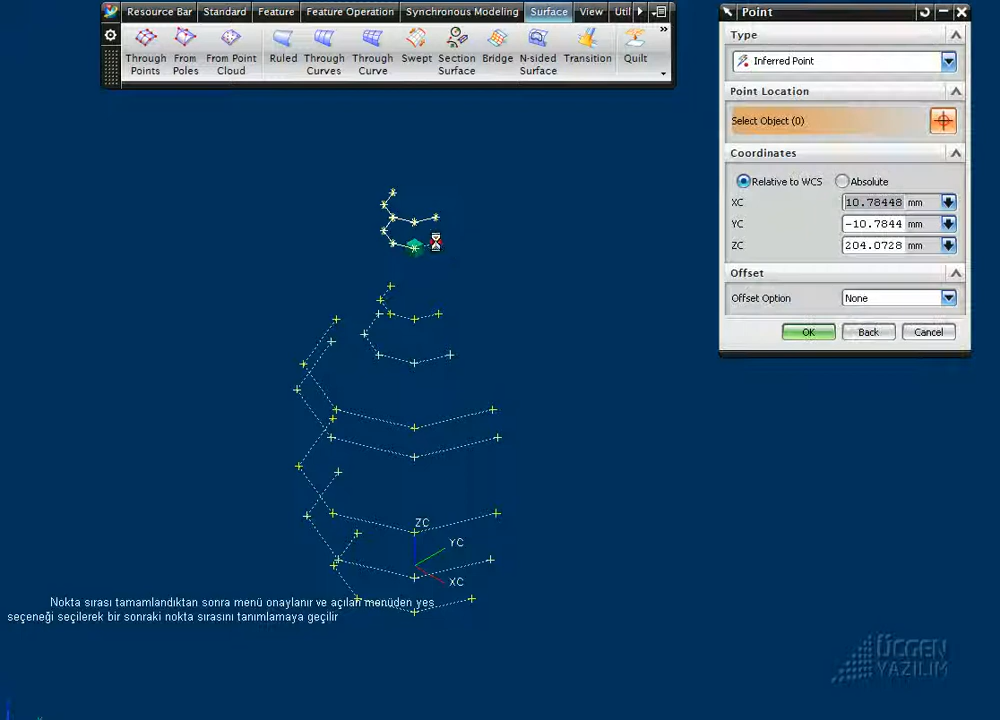 Resource Bar Standard Feature Feature Operation Synchronous Modeling Surface View Util
Through Points
From Poles
From Point Cloud
Ruled
Through Curves
Through Curve
Swept
Section Surface
Bridge
N-sided Surface
Transition
Quilt
Point
Type
Inferred Point
Point Location
Select Object (0)
Coordinates
Relative to WCS Absolute
XC 10.78448 mm
YC -10.7844 mm
ZC 204.0728 mm
Offset
Offset Option None
OK Back Cancel
ZC
YC
XC
Nokta sırası tamamlandıktan sonra menü onaylanır ve açılan menüden yes
seçeneği seçilerek bir sonraki nokta sırasını tanımlamaya geçilir
ÜÇGEN
YAZILIM